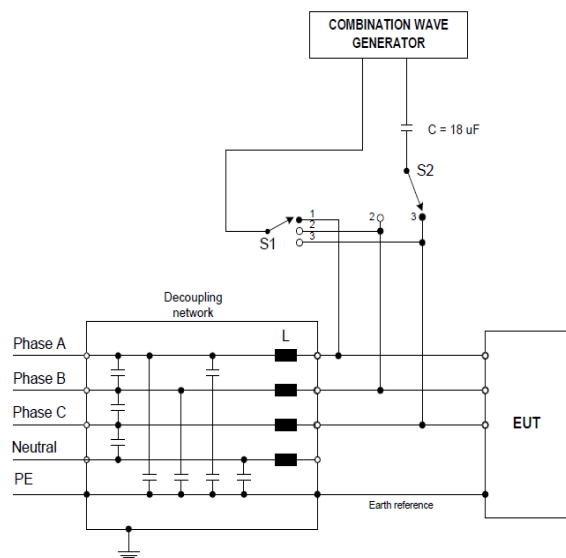 COMBINATION WAVE
GENERATOR
C = 18 uF
S2
1
2
3
2
3
S1
Decoupling
network
L
Phase A
Phase B
Phase C
Neutral
PE
EUT
Earth reference